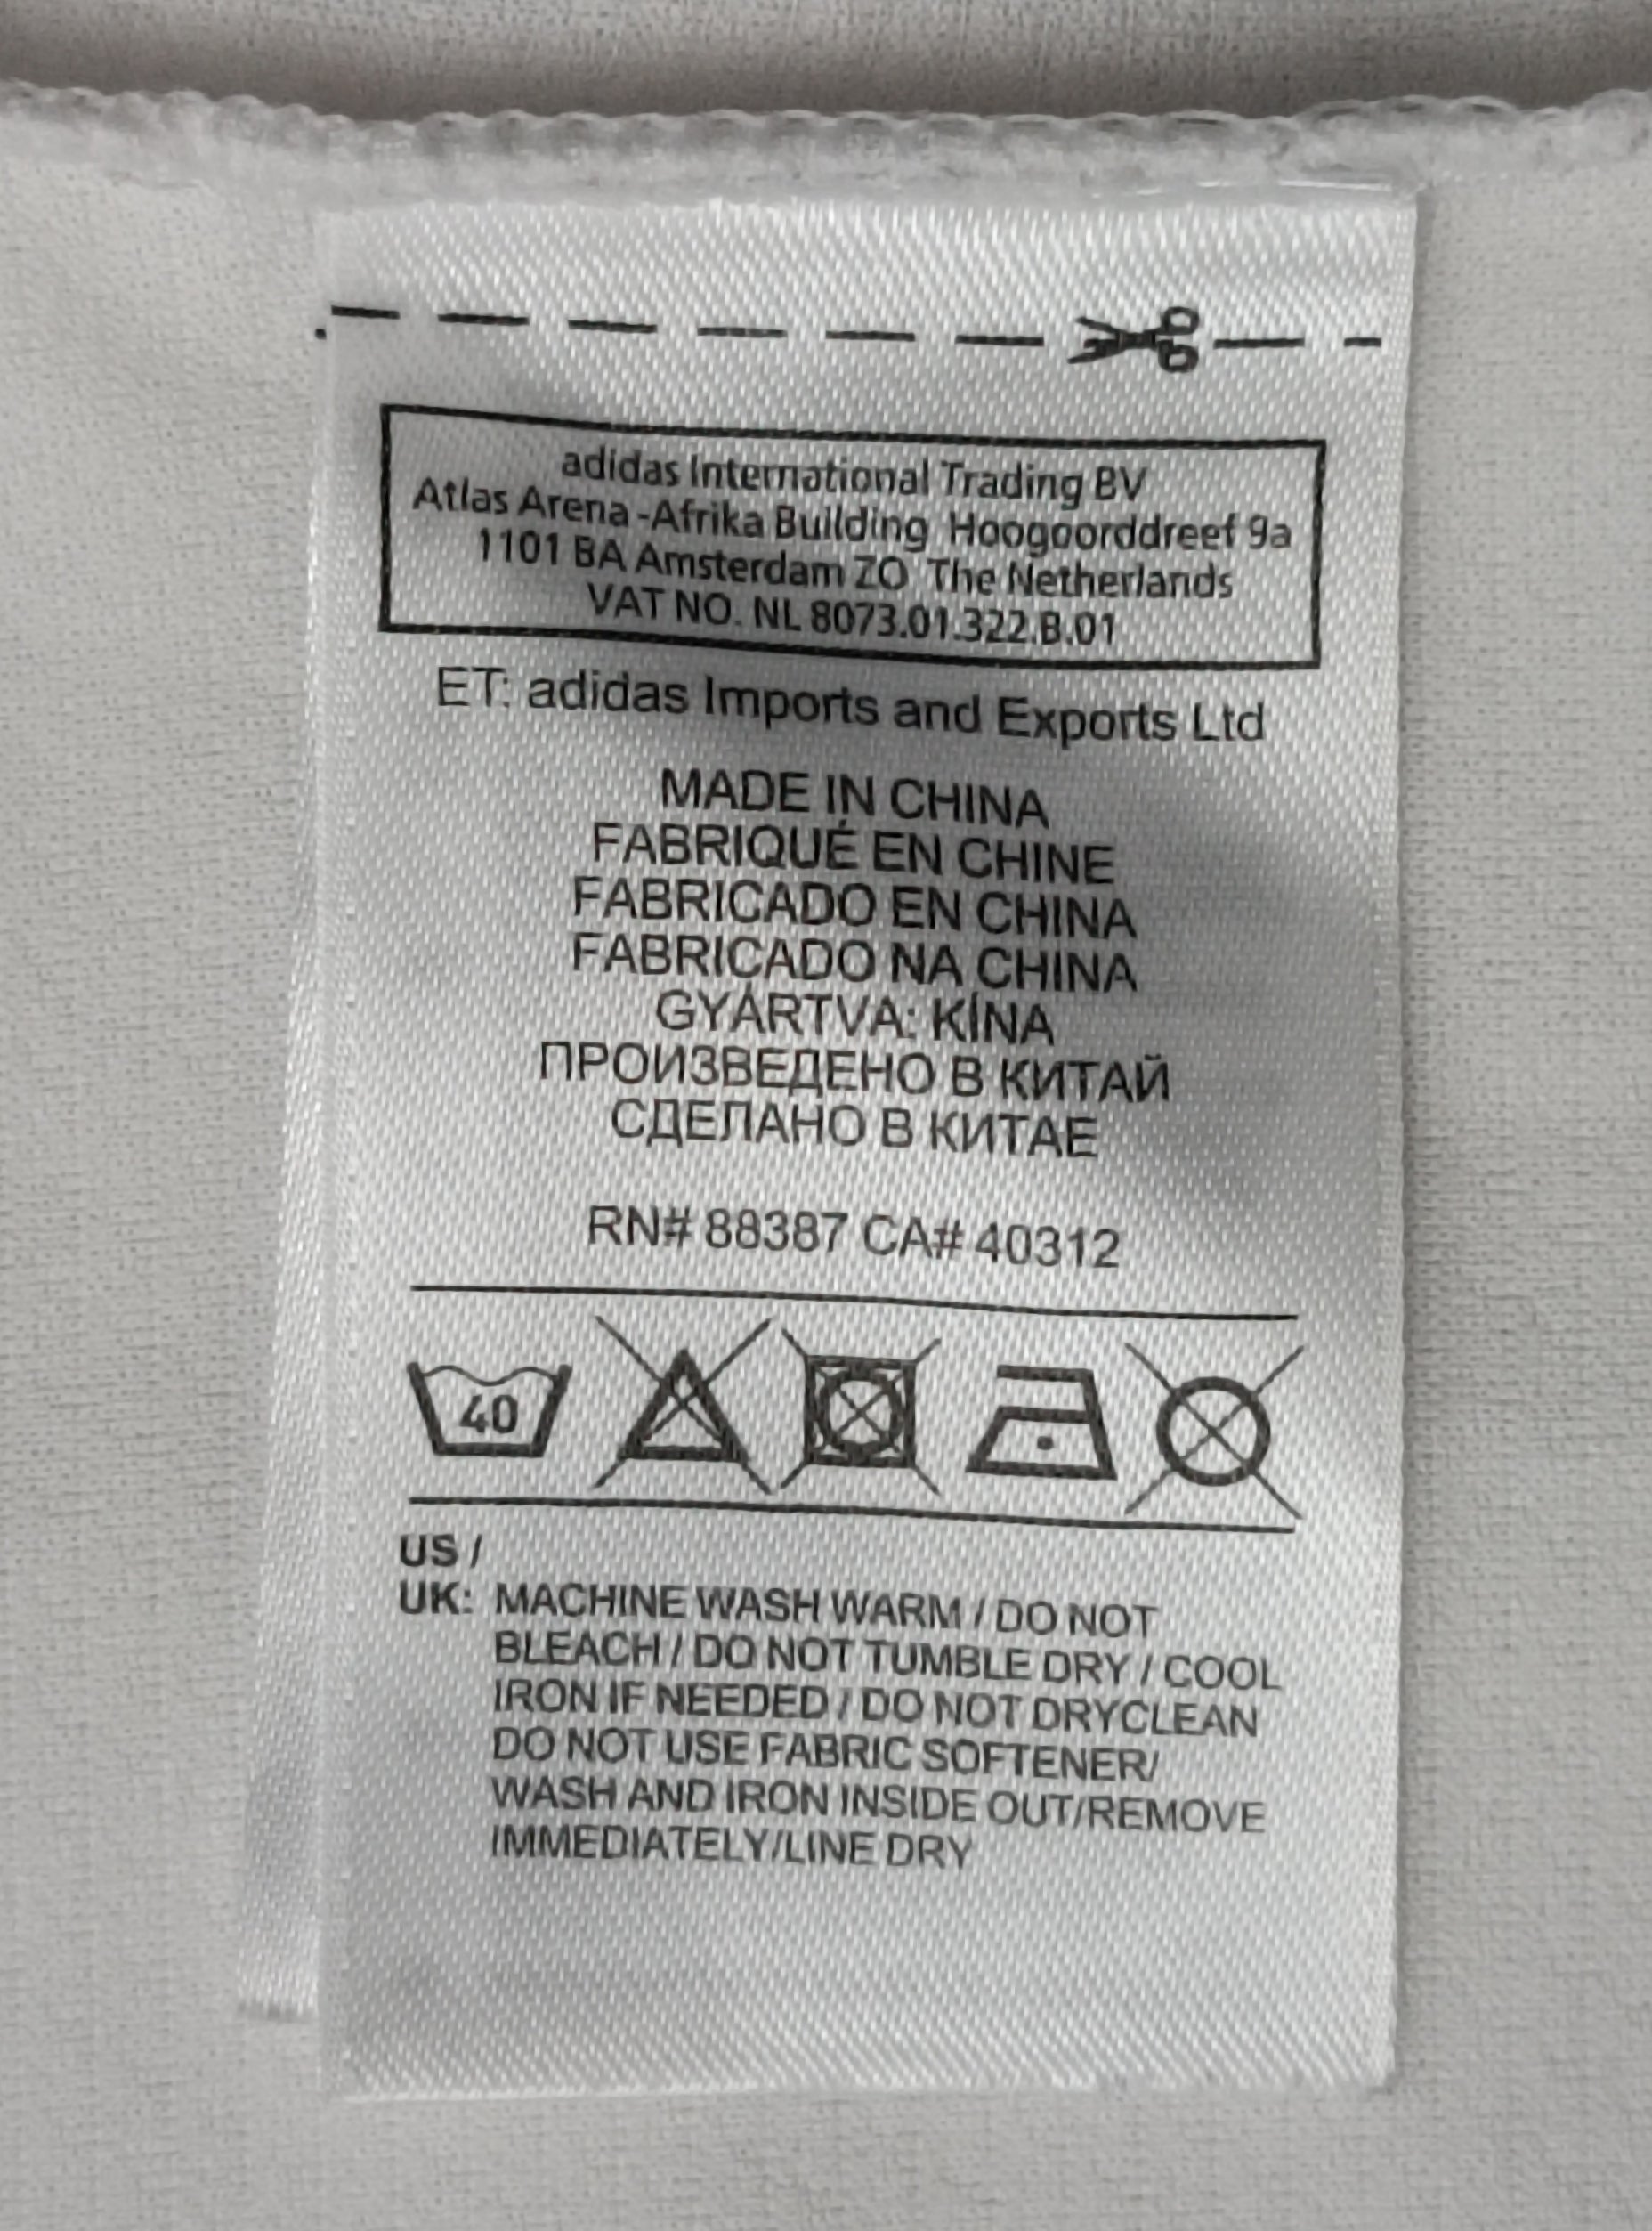 adidas International Trading BV
Atlas Arena-Afrika Building Hoogoorddreef 9a
1101 BA Amsterdam ZO The Netherlands
VAT NO. NL 8073.01.322.B.01
ET: adidas Imports and Exports Ltd
MADE IN CHINA
FABRIQUÉ EN CHINE
FABRICADO EN CHINA
FABRICADO NA CHINA
GYÁRTVA: KÍNA
ПРОИЗВЕДЕНО В КИТАЙ
СДЕЛАНО В КИТАЕ
RN# 88387 CA# 40312
40
US /
UK: MACHINE WASH WARM / DO NOT
BLEACH / DO NOT TUMBLE DRY / COOL
IRON IF NEEDED / DO NOT DRYCLEAN
DO NOT USE FABRIC SOFTENER/
WASH AND IRON INSIDE OUT/REMOVE
IMMEDIATELY/LINE DRY